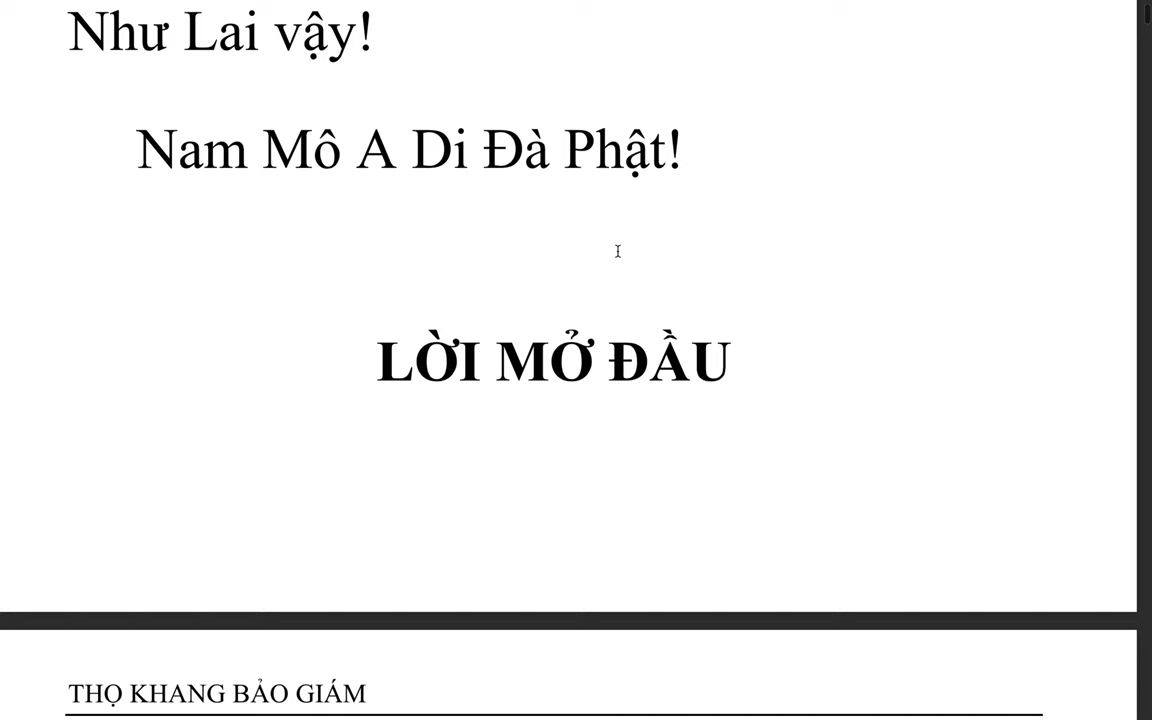 Như Lai vậy!
Nam Mô A Di Đà Phật!
LỜI MỞ ĐẦU
THỌ KHANG BẢO GIÁM